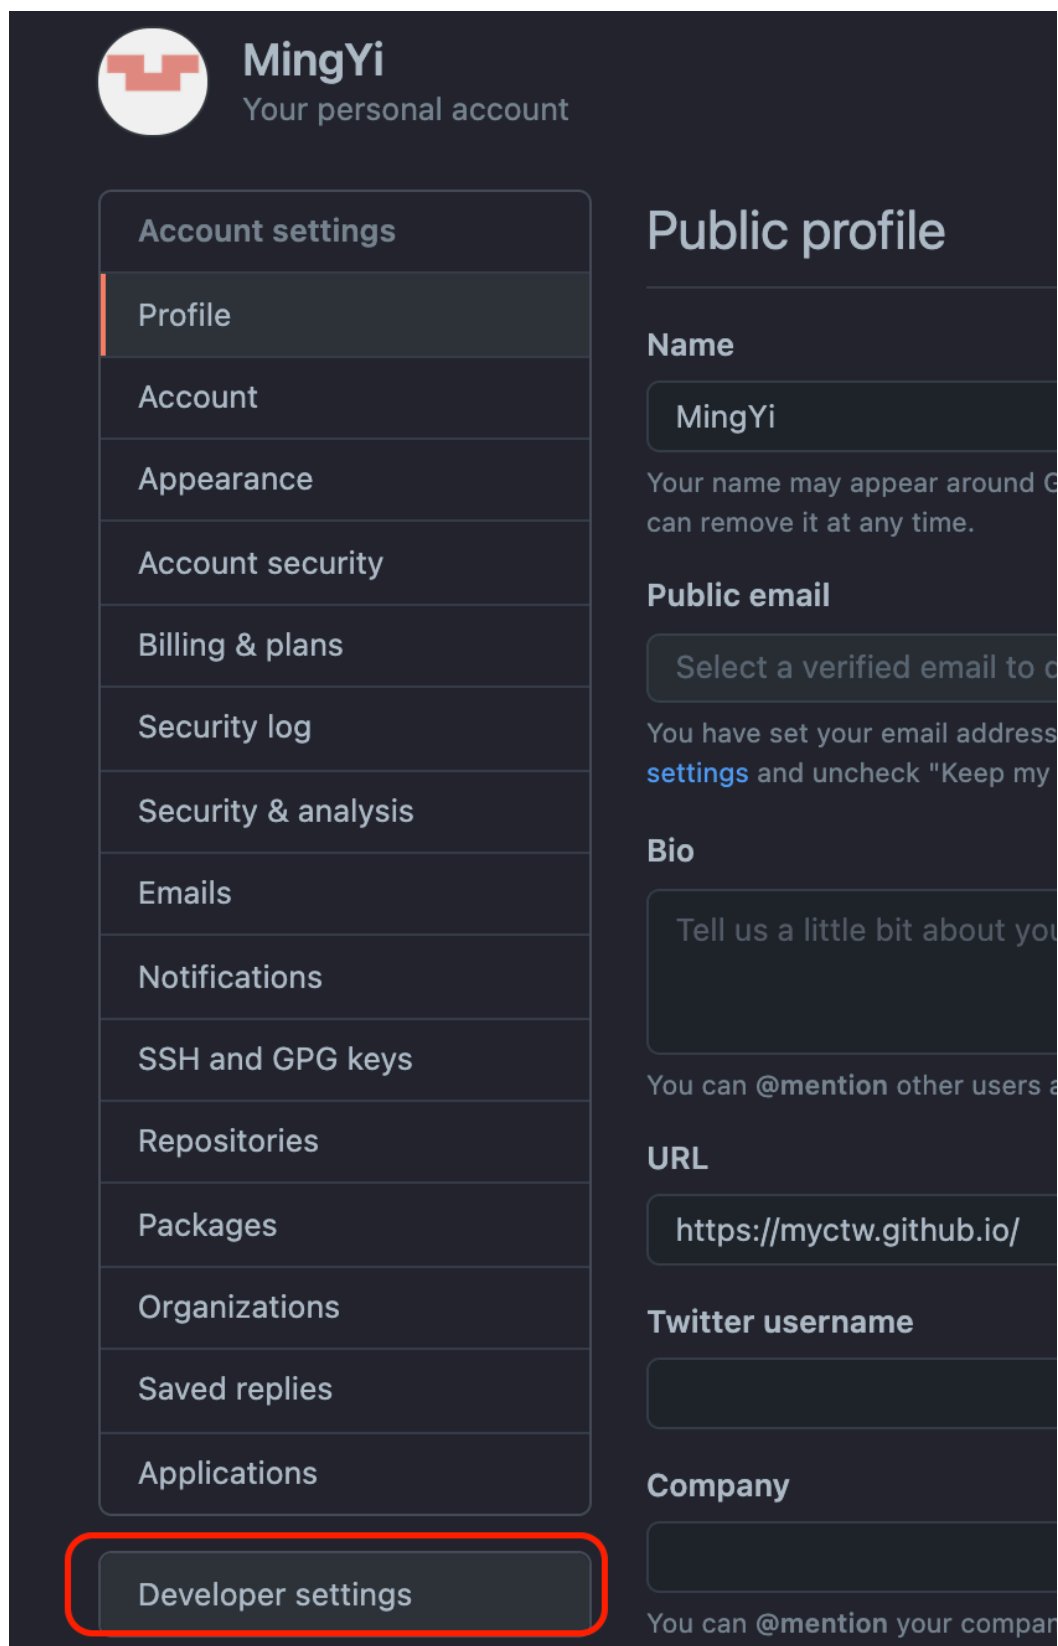 MingYi
Your personal account
Account settings
Profile
Account
Appearance
Account security
Billing & plans
Security log
Security & analysis
Emails
Notifications
SSH and GPG keys
Repositories
Packages
Organizations
Saved replies
Applications
Developer settings
Public profile
Name
MingYi
Your name may appear around G
can remove it at any time.
Public email
Select a verified email to d
You have set your email address
settings and uncheck "Keep my
Bio
Tell us a little bit about you
You can @mention other users a
URL
https://myctw.github.io/
Twitter username
Company
You can @mention your compan